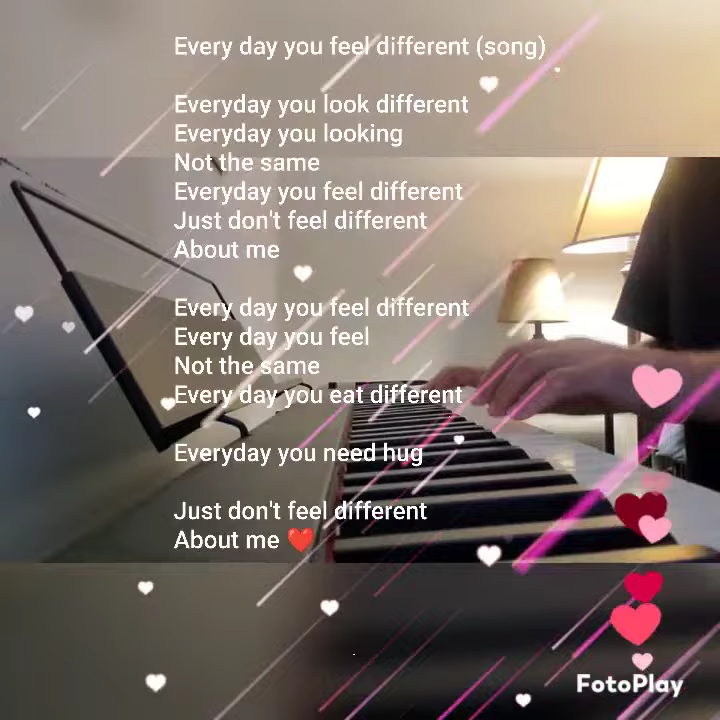 Every day you feel different (song)
Everyday you look different
Everyday you looking
Not the same
Everyday you feel different
Just don't feel different
About me
Every day you feel different
Every day you feel
Not the same
Every day you eat different
Everyday you need hug
Just don't feel different
About me ❤️
FotoPlay